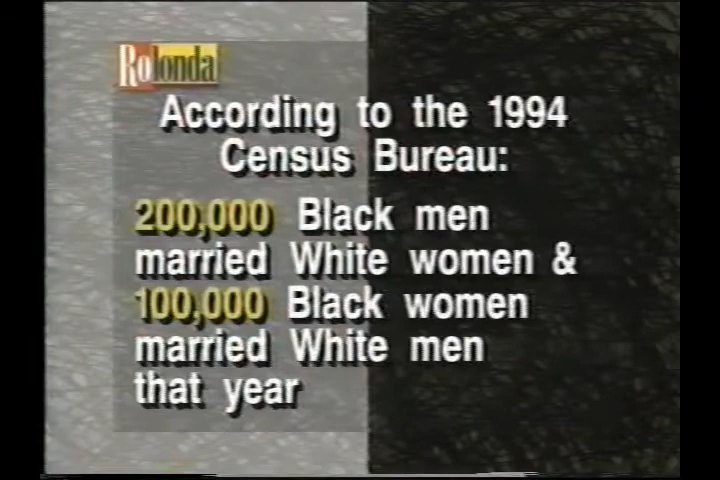 Rolonda
According to the 1994
Census Bureau:
200,000 Black men
married White women &
100,000 Black women
married White men
that year